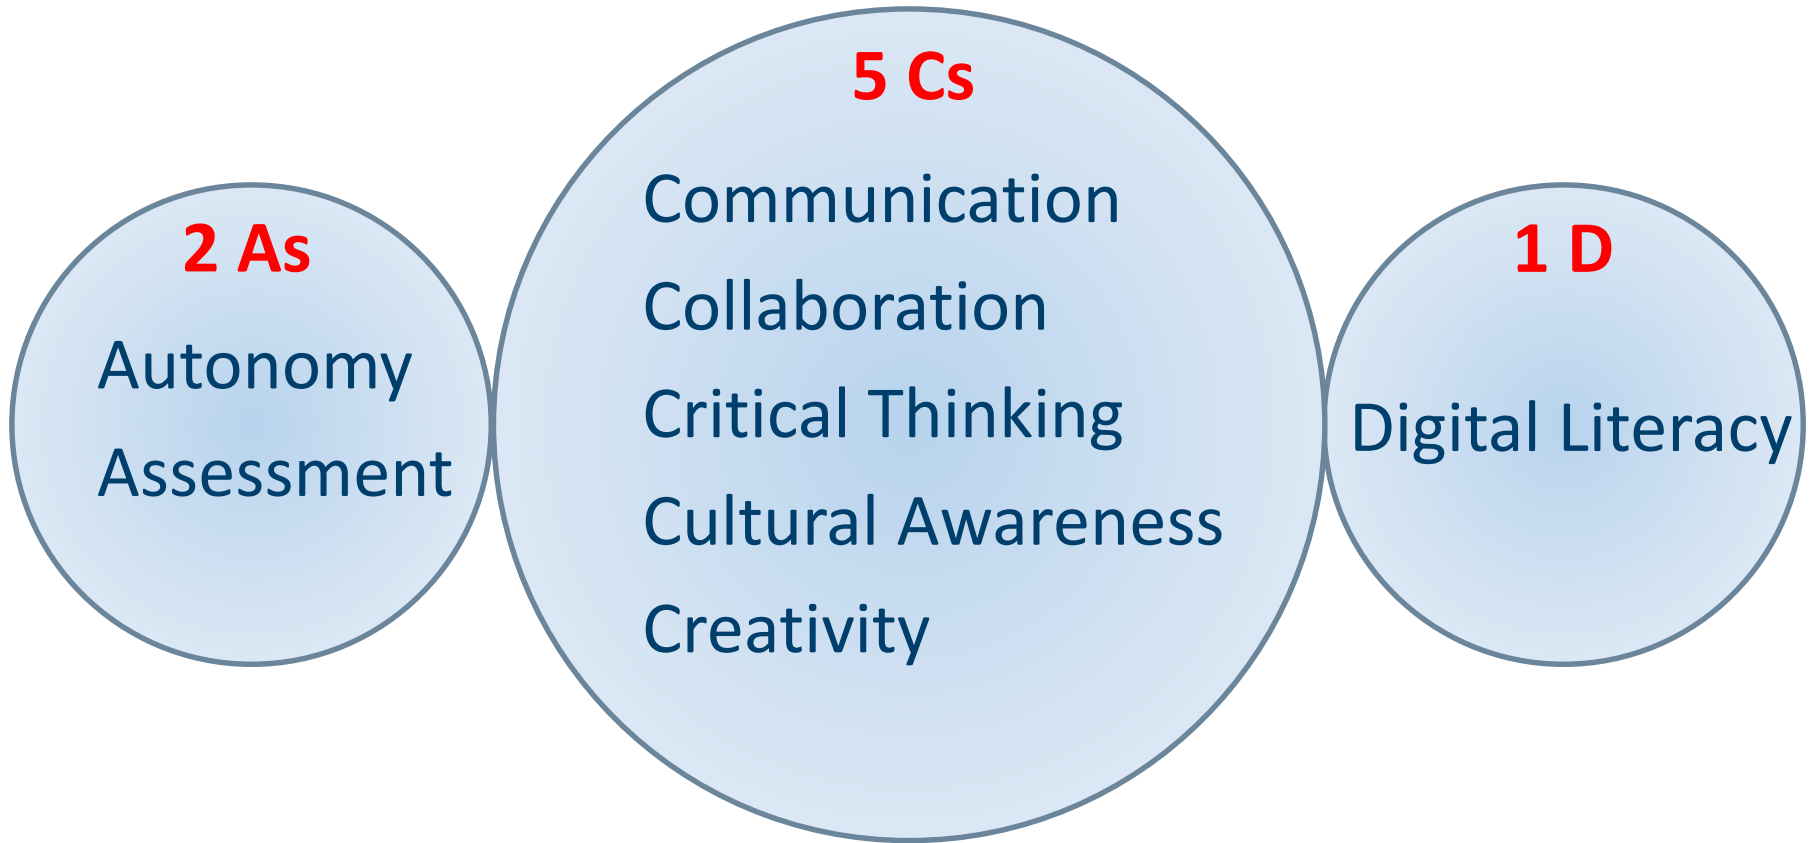 2 As
Autonomy
Assessment
5 Cs
Communication
Collaboration
Critical Thinking
Cultural Awareness
Creativity
1 D
Digital Literacy